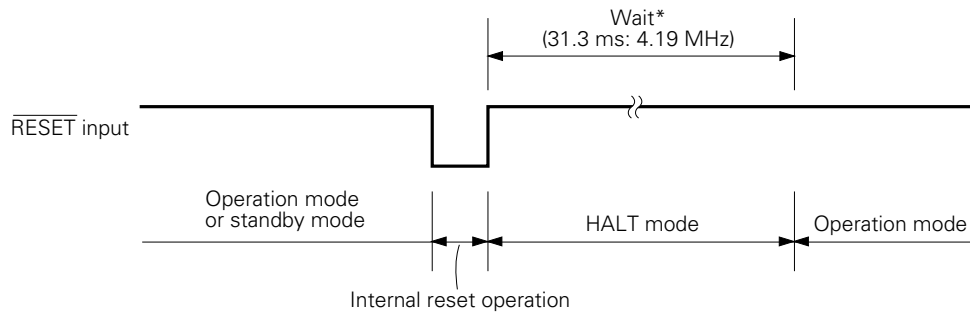 Wait*
(31.3 ms: 4.19 MHz)
RESET input
Operation mode
or standby mode
HALT mode
Operation mode
Internal reset operation